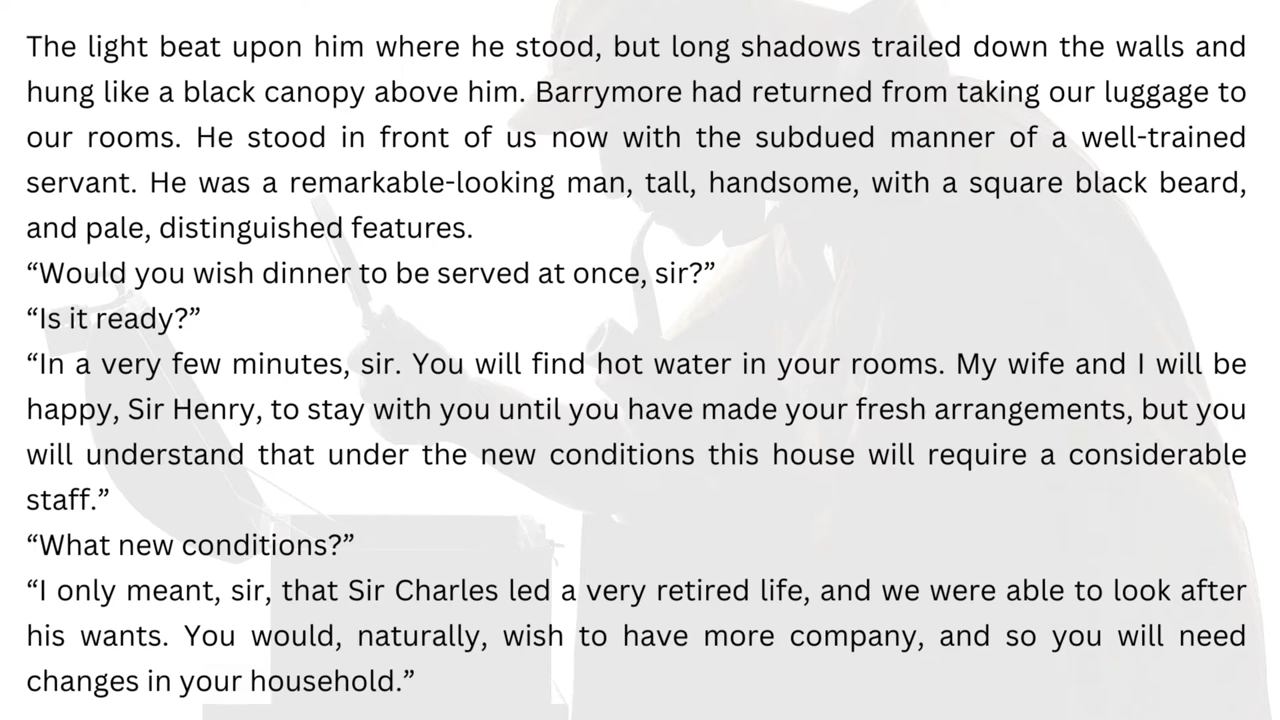 The light beat upon him where he stood, but long shadows trailed down the walls and
hung like a black canopy above him. Barrymore had returned from taking our luggage to
our rooms. He stood in front of us now with the subdued manner of a well-trained
servant. He was a remarkable-looking man, tall, handsome, with a square black beard,
and pale, distinguished features.
“Would you wish dinner to be served at once, sir?”
“Is it ready?”
“In a very few minutes, sir. You will find hot water in your rooms. My wife and I will be
happy, Sir Henry, to stay with you until you have made your fresh arrangements, but you
will understand that under the new conditions this house will require a considerable
staff.”
“What new conditions?”
“I only meant, sir, that Sir Charles led a very retired life, and we were able to look after
his wants. You would, naturally, wish to have more company, and so you will need
changes in your household.”